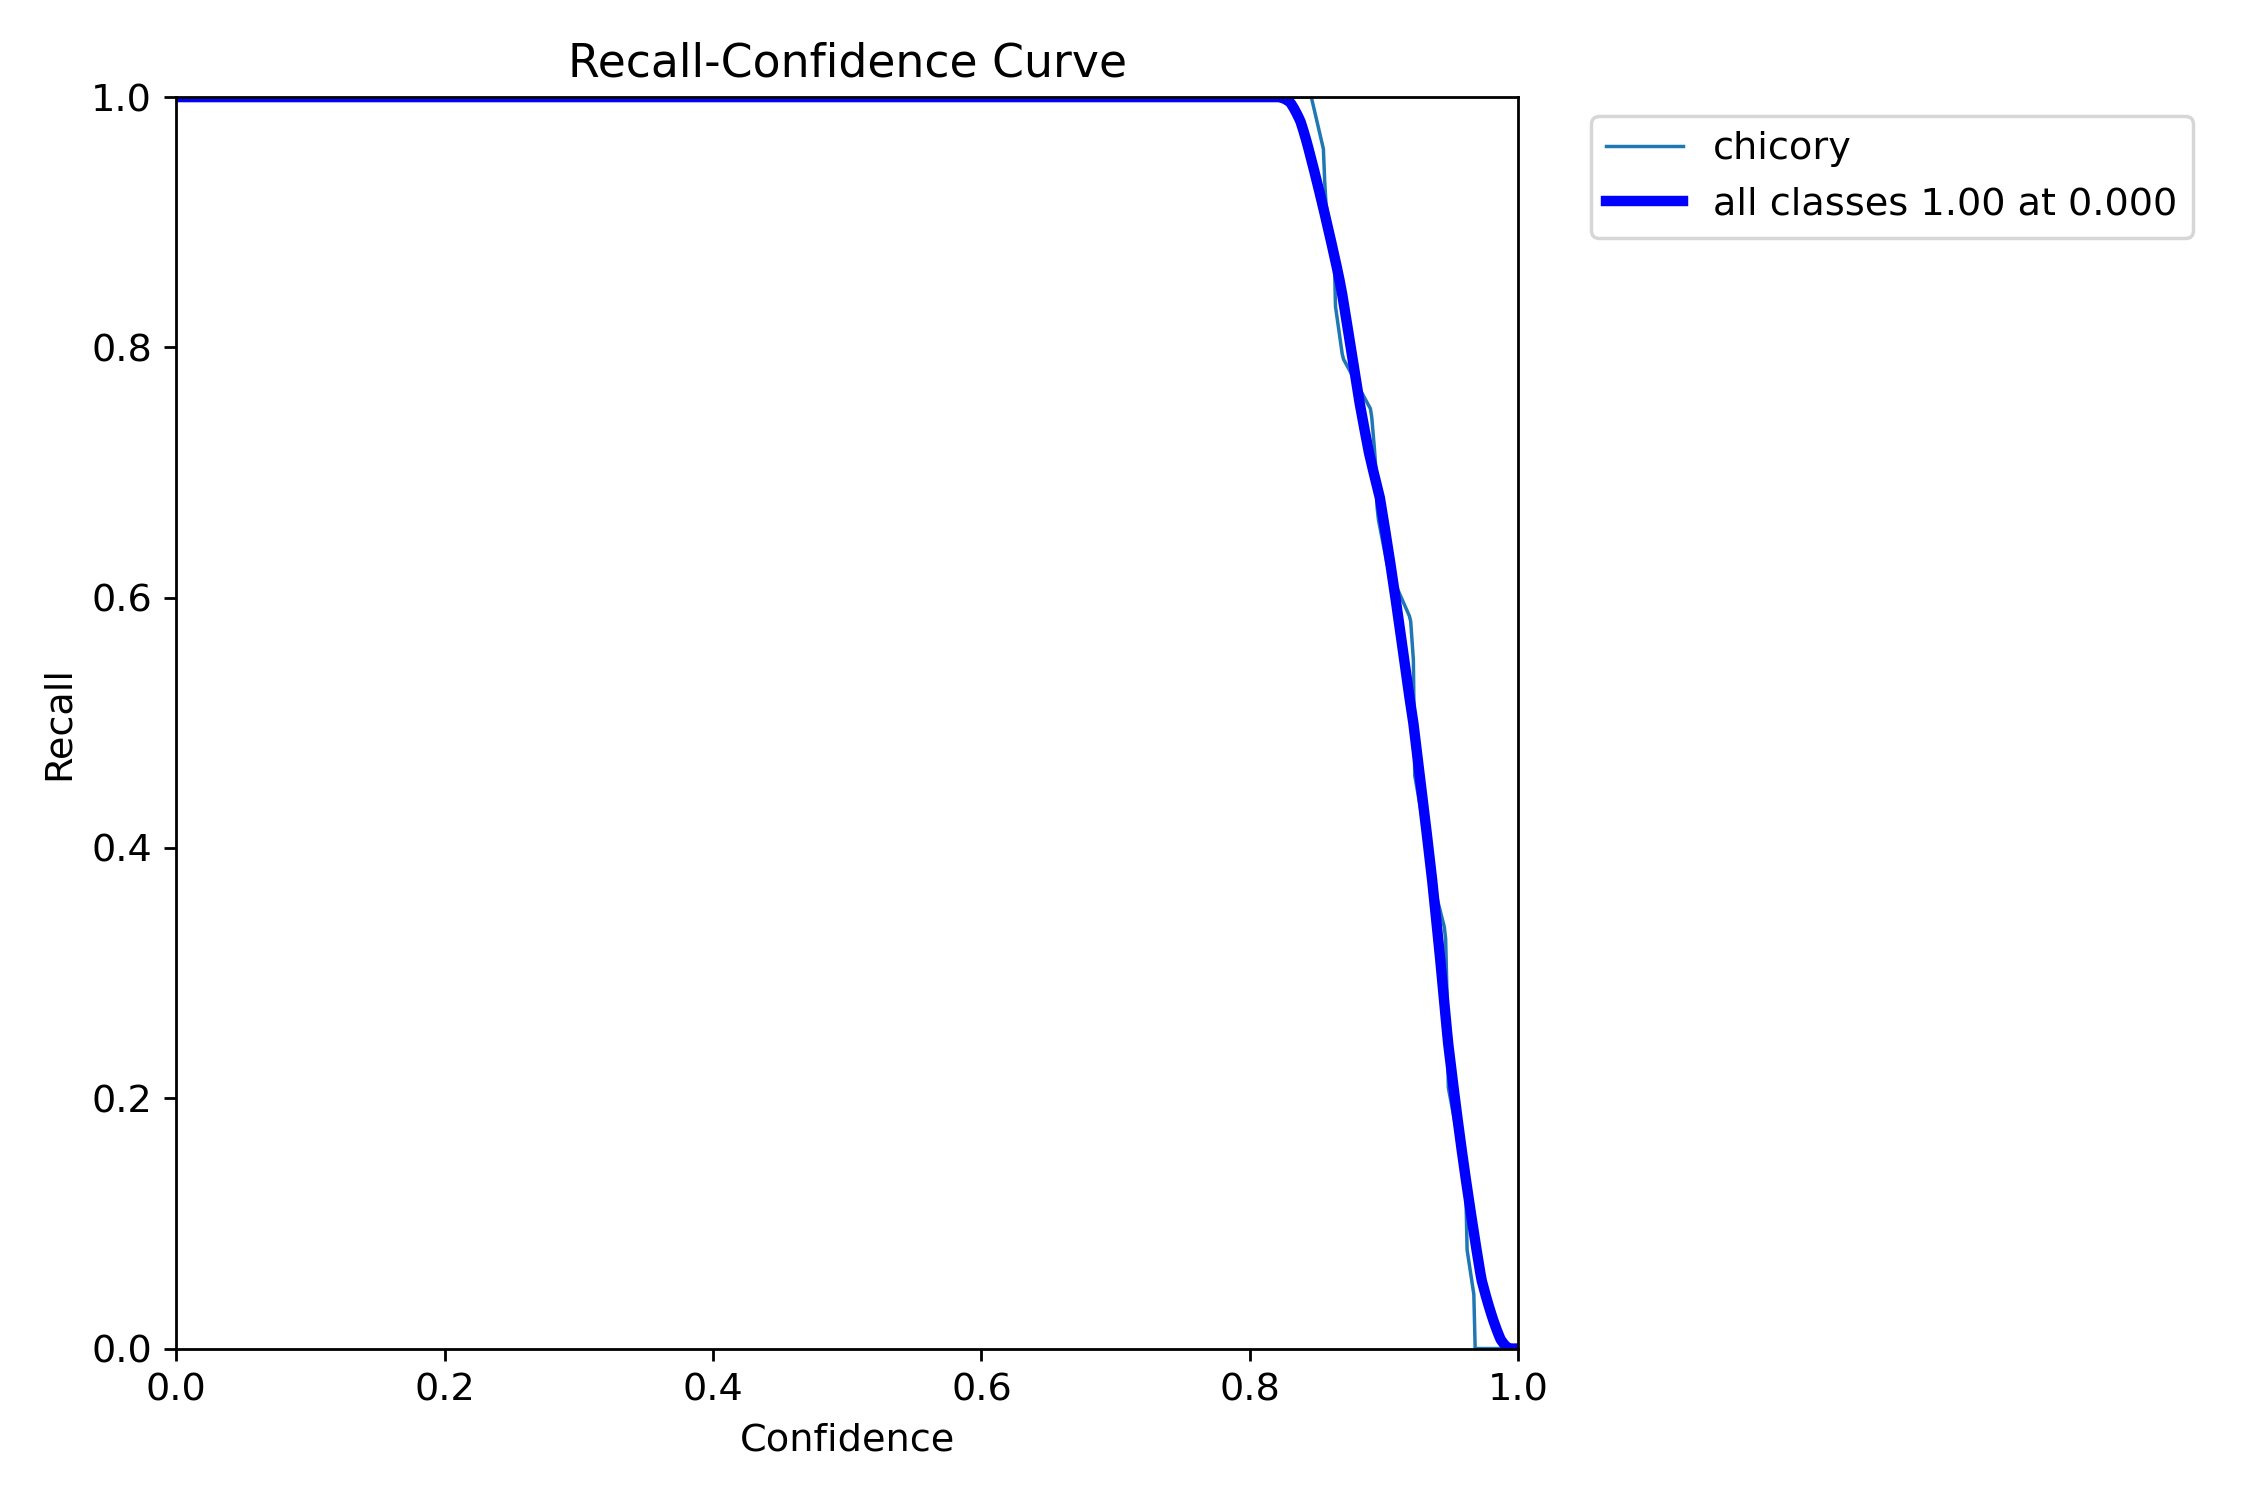 Recall-Confidence Curve
chicory
all classes 1.00 at 0.000
1.0
0.8
0.6
0.4
0.2
0.0
Recall
0.0 0.2 0.4 0.6 0.8 1.0
Confidence